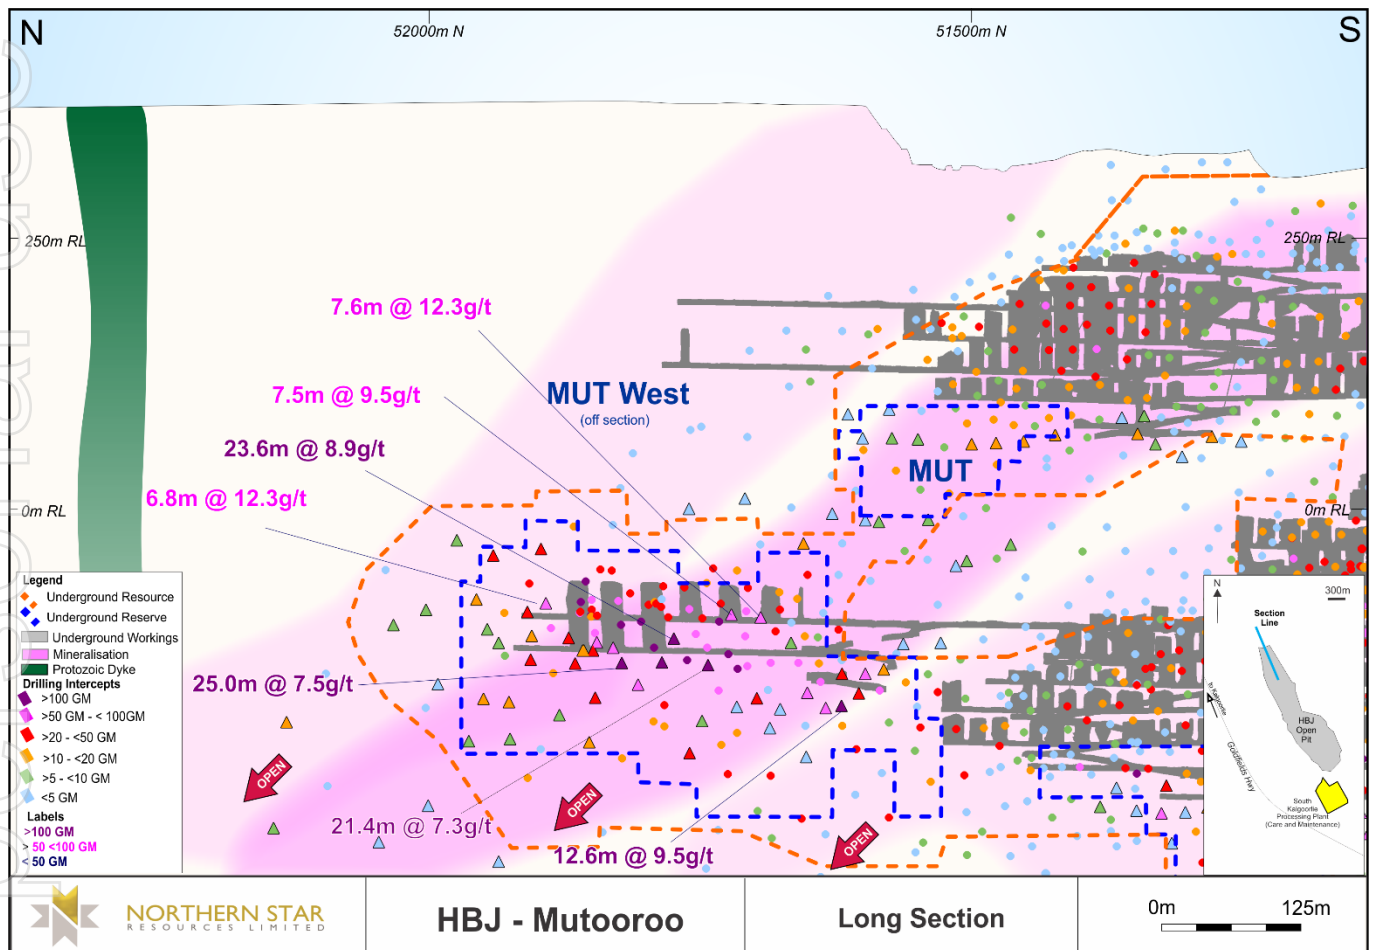 N
52000m N
51500m N
S
250m RL
250m RL
7.6m @ 12.3g/t
7.5m @ 9.5g/t
MUT West
(off section)
23.6m @ 8.9g/t
MUT
6.8m @ 12.3g/t
0m RL
0m RL
25.0m @ 7.5g/t
21.4m @ 7.3g/t
12.6m @ 9.5g/t
OPEN
OPEN
OPEN
Legend
Underground Resource
Underground Reserve
Underground Workings
Mineralisation
Protozoic Dyke
Drilling Intercepts
>100 GM
>50 GM - < 100GM
>20 - <50 GM
>10 - <20 GM
>5 - <10 GM
<5 GM
Labels
>100 GM
> 50 <100 GM
< 50 GM
N
300m
Section
Line
to Kalgoorlie
Goldfields Hwy
HBJ
Open
Pit
South
Kalgoorlie
Processing Plant
(Care and Maintenance)
NORTHERN STAR
RESOURCES LIMITED
HBJ - Mutooroo
Long Section
0m 125m